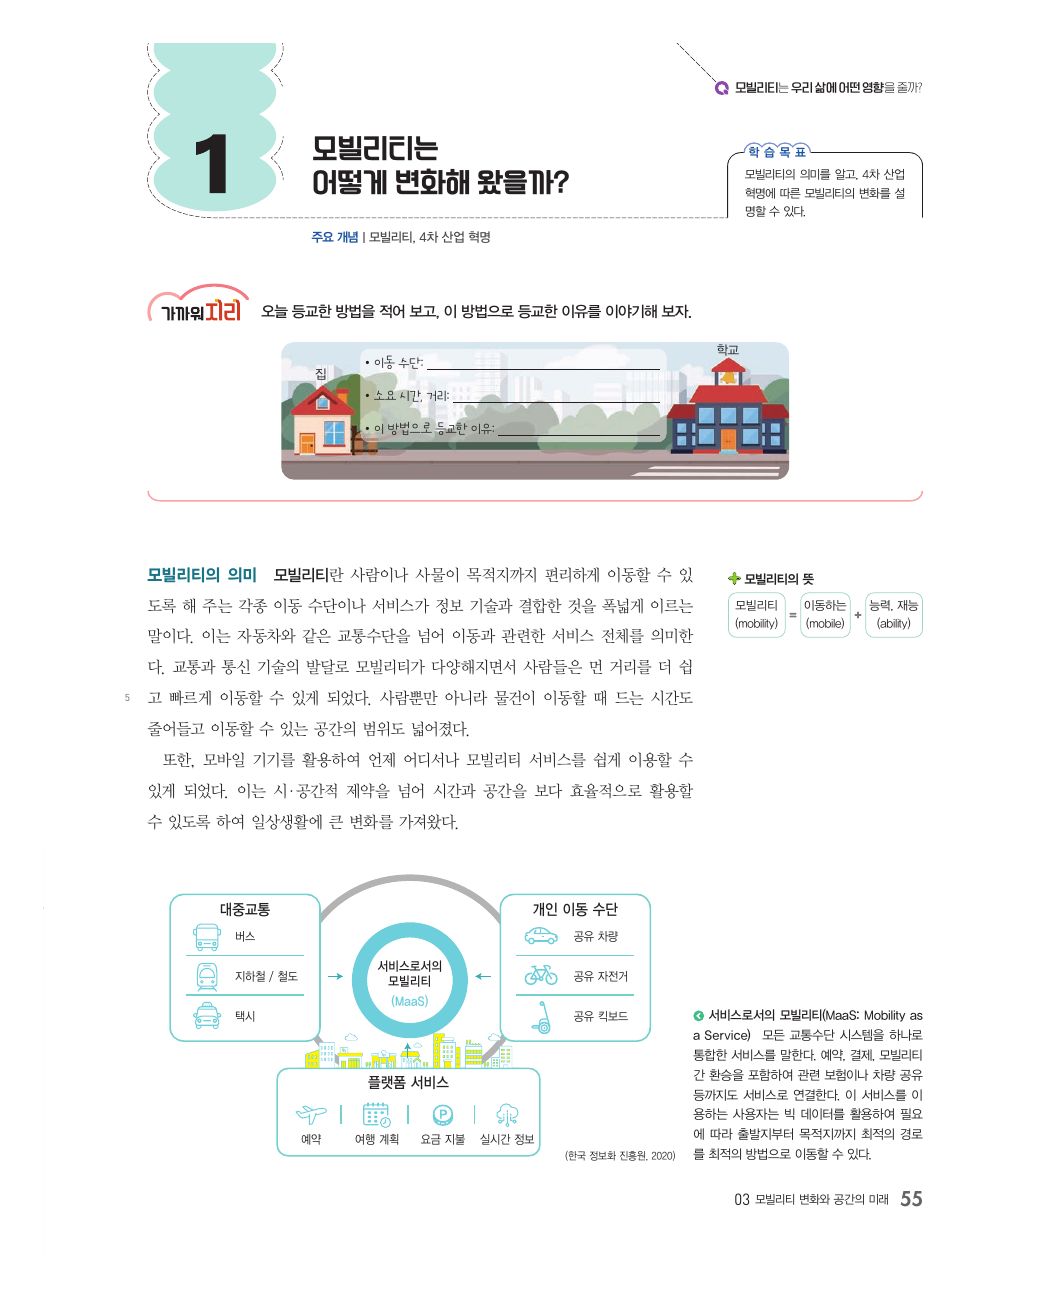 모빌리티는 우리 삶에 어떤 영향을 줄까?
1
모빌리티는
어떻게 변화해 왔을까?
학습 목표
모빌리티의 의미를 알고, 4차 산업
혁명에 따른 모빌리티의 변화를 설
명할 수 있다.
주요 개념 | 모빌리티, 4차 산업 혁명
가까워지리
오늘 등교한 방법을 적어 보고, 이 방법으로 등교한 이유를 이야기해 보자.
집
학교
• 이동 수단:
• 소요 시간, 거리:
• 이 방법으로 등교한 이유:
모빌리티의 의미 모빌리티란 사람이나 사물이 목적지까지 편리하게 이동할 수 있
도록 해 주는 각종 이동 수단이나 서비스가 정보 기술과 결합한 것을 폭넓게 이르는
말이다. 이는 자동차와 같은 교통수단을 넘어 이동과 관련한 서비스 전체를 의미한
다. 교통과 통신 기술의 발달로 모빌리티가 다양해지면서 사람들은 먼 거리를 더 쉽
5 고 빠르게 이동할 수 있게 되었다. 사람뿐만 아니라 물건이 이동할 때 드는 시간도
줄어들고 이동할 수 있는 공간의 범위도 넓어졌다.
또한, 모바일 기기를 활용하여 언제 어디서나 모빌리티 서비스를 쉽게 이용할 수
있게 되었다. 이는 시·공간적 제약을 넘어 시간과 공간을 보다 효율적으로 활용할
수 있도록 하여 일상생활에 큰 변화를 가져왔다.
모빌리티의 뜻
모빌리티 = 이동하는 + 능력, 재능
(mobility) (mobile) (ability)
대중교통
버스
지하철 / 철도
택시
서비스로서의
모빌리티
(MaaS)
개인 이동 수단
공유 차량
공유 자전거
공유 킥보드
플랫폼 서비스
P
예약 여행 계획 요금 지불 실시간 정보
(한국 정보화 진흥원, 2020)
서비스로서의 모빌리티(MaaS: Mobility as
a Service) 모든 교통수단 시스템을 하나로
통합한 서비스를 말한다. 예약, 결제, 모빌리티
간 환승을 포함하여 관련 보험이나 차량 공유
등까지도 서비스로 연결한다. 이 서비스를 이
용하는 사용자는 빅 데이터를 활용하여 필요
에 따라 출발지부터 목적지까지 최적의 경로
를 최적의 방법으로 이동할 수 있다.
03 모빌리티 변화와 공간의 미래 55